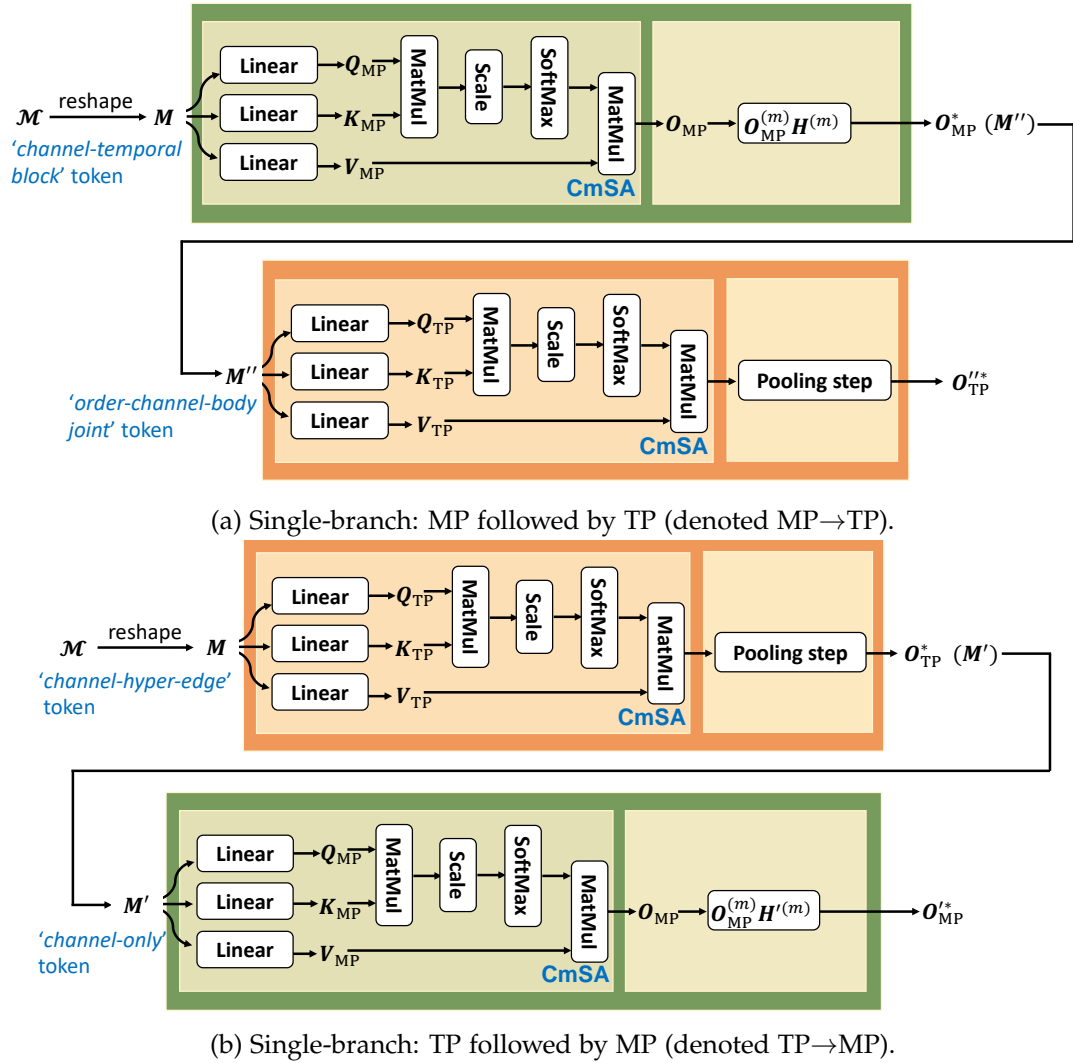 Linear
Q_MP
MatMul
Scale
SoftMax
MatMul
𝓜 reshape M
Linear
K_MP
O_MP
O_MP^(m) H^(m)
O*_MP (M'')
'channel-temporal
block' token
Linear
V_MP
CmSA
Linear
Q_TP
MatMul
Scale
SoftMax
MatMul
M''
Linear
K_TP
Pooling step
O''*_TP
'order-channel-body
joint' token
Linear
V_TP
CmSA
(a) Single-branch: MP followed by TP (denoted MP→TP).
Linear
Q_TP
MatMul
Scale
SoftMax
MatMul
𝓜 reshape M
Linear
K_TP
Pooling step
O*_TP (M')
'channel-hyper-edge'
token
Linear
V_TP
CmSA
Linear
Q_MP
MatMul
Scale
SoftMax
MatMul
M'
Linear
K_MP
O_MP
O_MP^(m) H'^(m)
O'*_MP
'channel-only'
token
Linear
V_MP
CmSA
(b) Single-branch: TP followed by MP (denoted TP→MP).